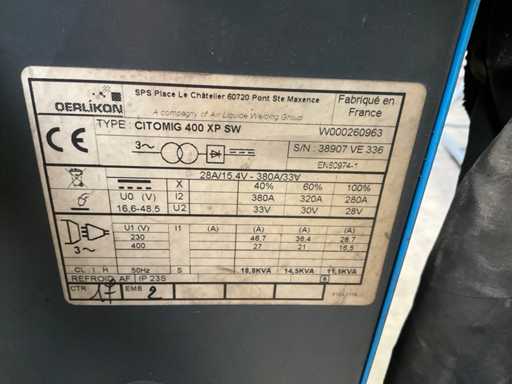 OERLIKON
SPS Place Le Châtelier 60720 Pont Ste Maxence
A company of Air Liquide Welding Group
Fabriqué en
France
TYPE: CITOMIG 400 XP SW
W000260963
S/N : 38907 VE 336
EN60974-1
CE
3~
28A/15,4V - 380A/33V
X 40% 60% 100%
U0 (V) I2 380A 320A 280A
16,6-48,5 U2 33V 30V 28V
U1 (V) I1 (A) (A) (A)
230 46,7 36,4 28,7
400 27 21 16,5
3~
CL : H 50Hz S 18,8KVA 14,5KVA 11,5KVA
REFROID. AF IP 23S
CTR 17 EMB 2